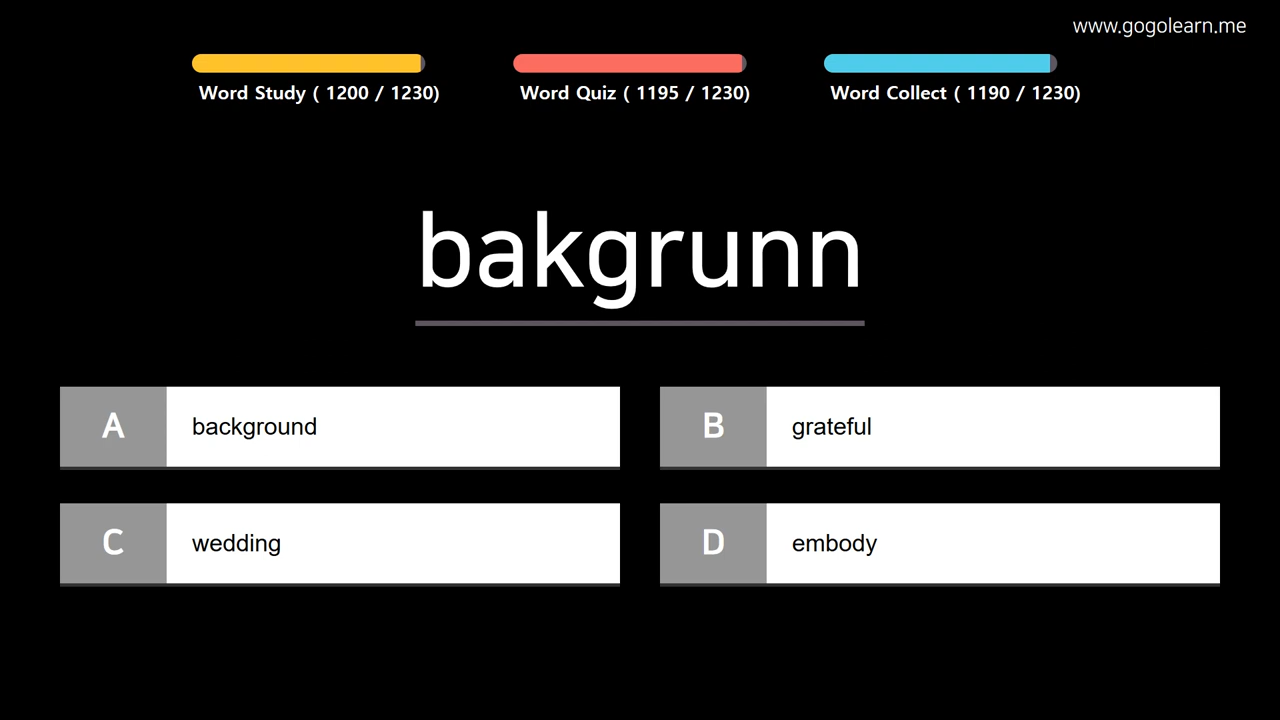 www.gogolearn.me
Word Study ( 1200 / 1230)
Word Quiz ( 1195 / 1230)
Word Collect ( 1190 / 1230)
bakgrunn
A background
B grateful
C wedding
D embody